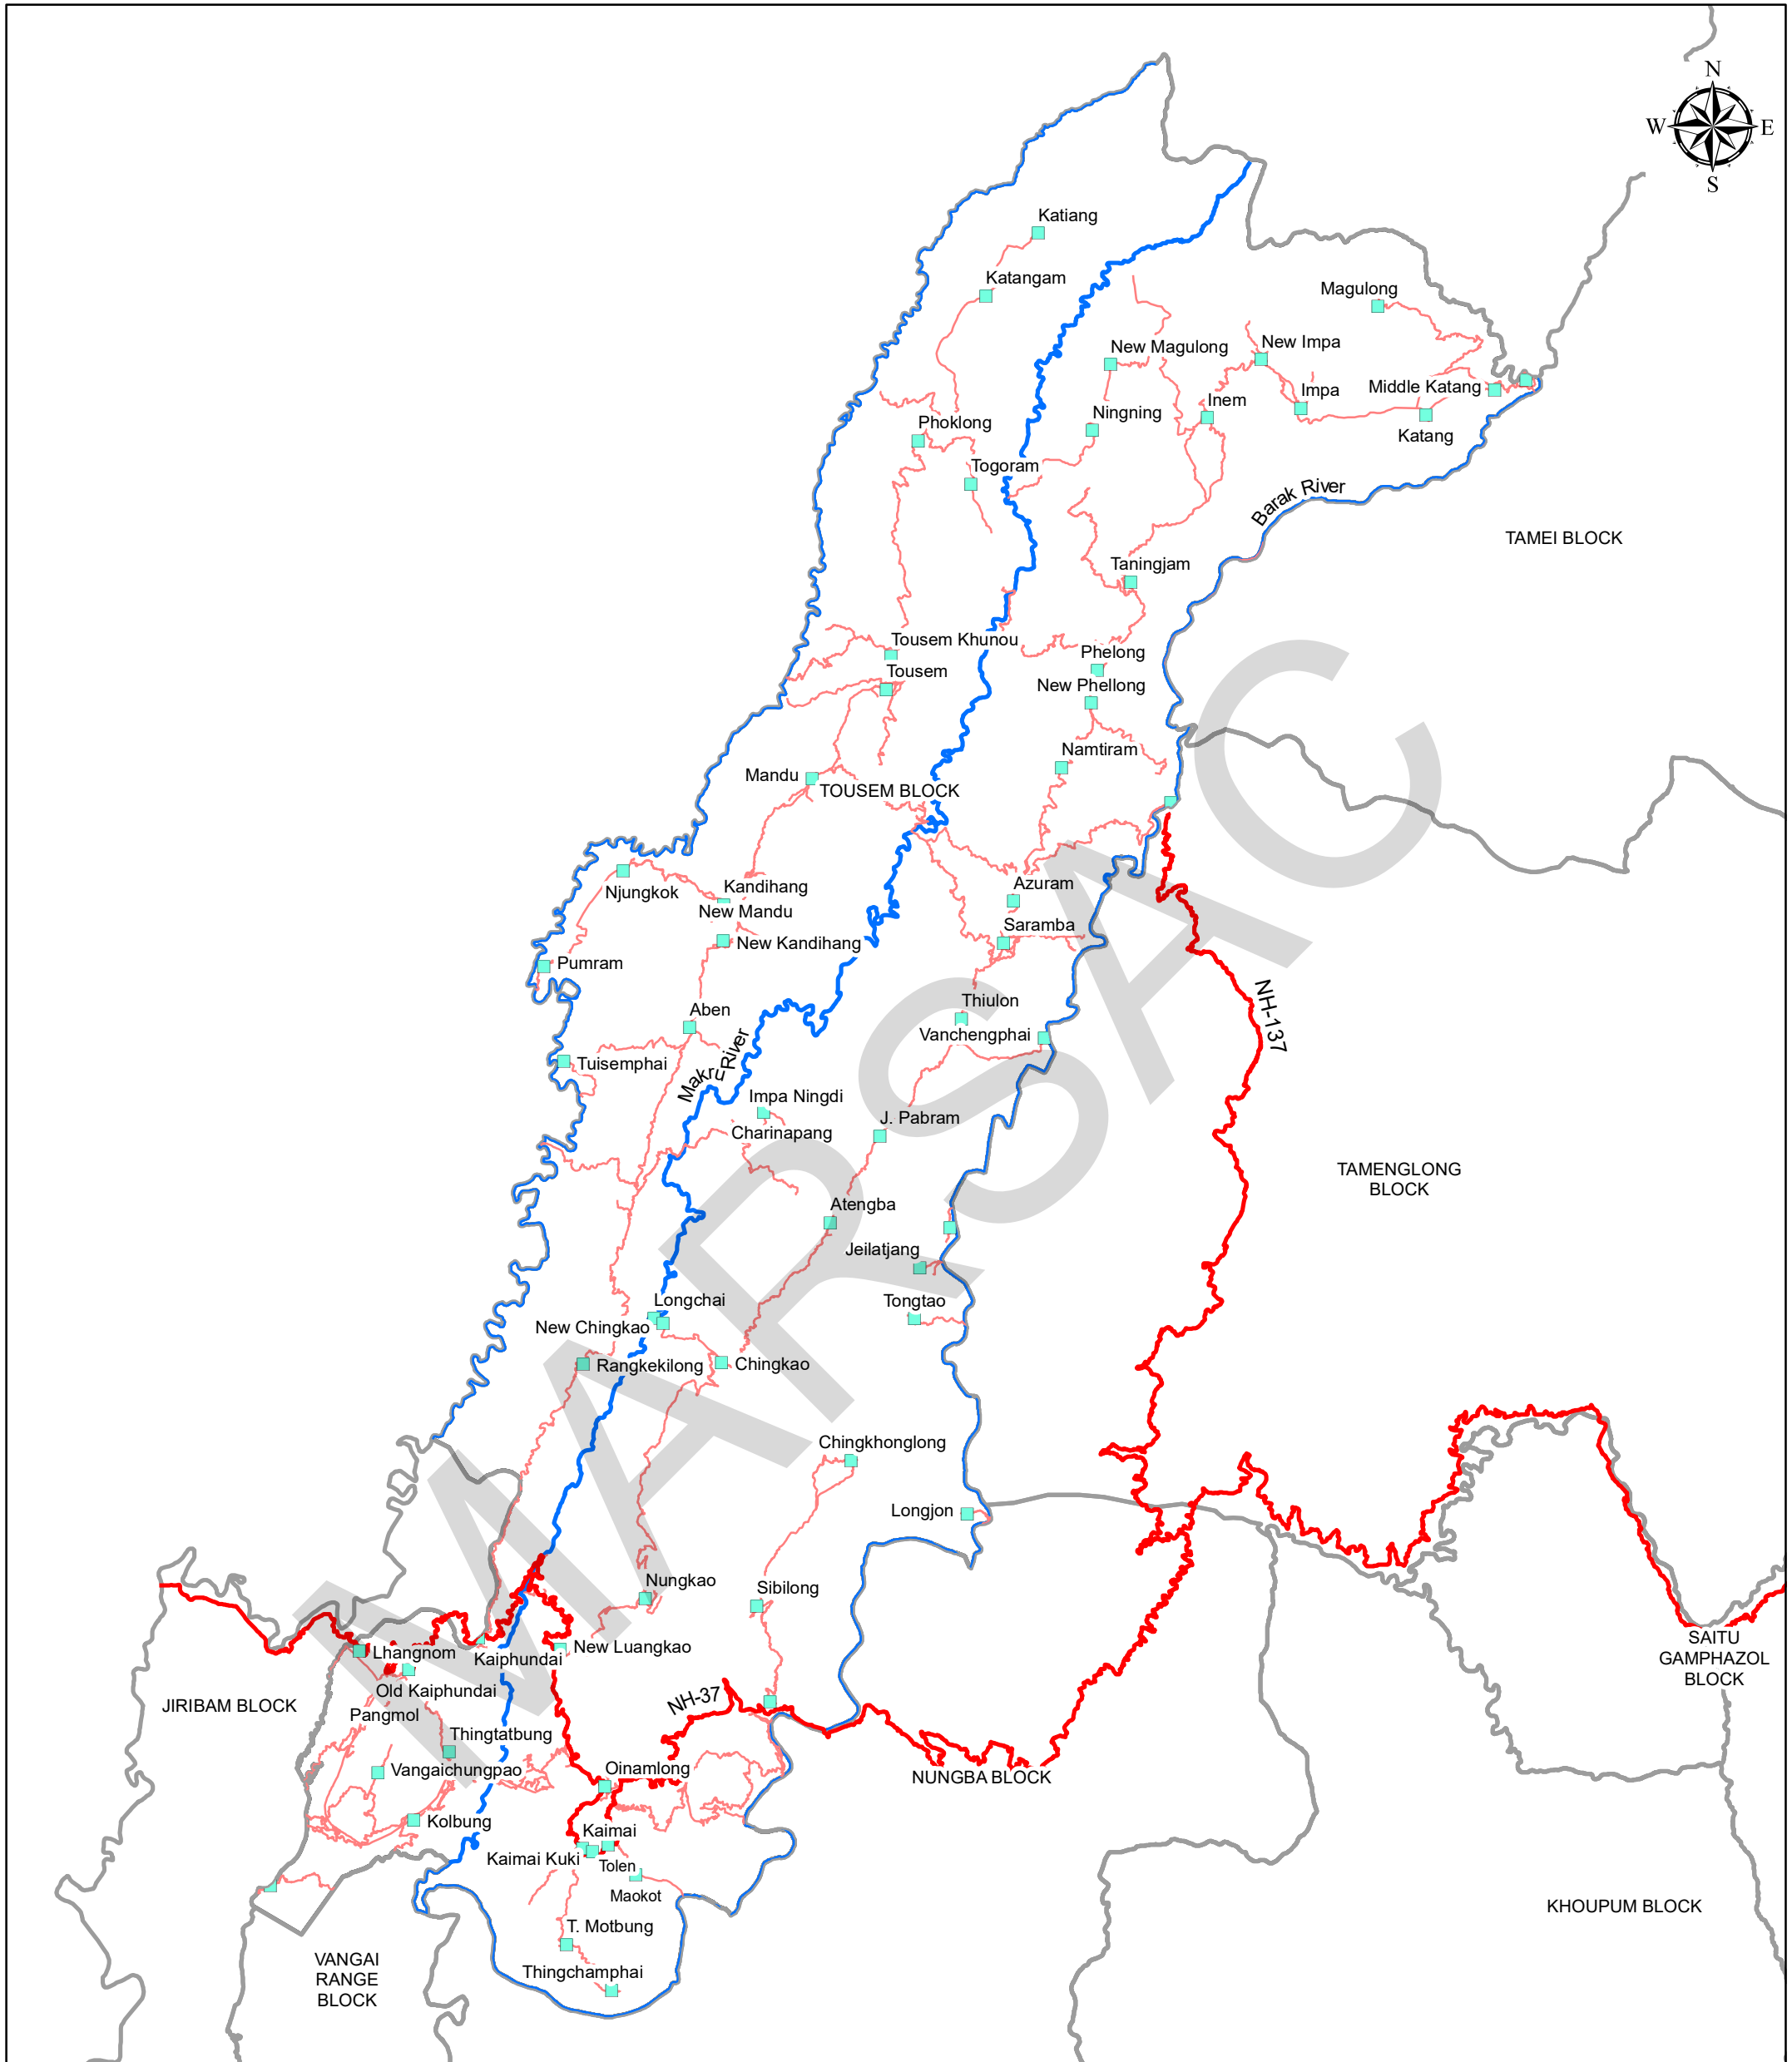 N
W
E
S
Katiang
Katangam
Magulong
New Magulong
New Impa
Middle Katang
Impa
Inem
Ningning
Phoklong
Katang
Togoram
Barak River
TAMEI BLOCK
Taningjam
Tousem Khunou
Phelong
Tousem
New Phellong
Namtiram
Mandu
TOUSEM BLOCK
Azuram
Kandihang
Njungkok
New Mandu
Saramba
New Kandihang
Pumram
Thiulon
Aben
NH-137
Vanchengphai
Tuisemphai
Makru River
Impa Ningdi
J. Pabram
Charinapang
TAMENGLONG
BLOCK
Atengba
Jeilatjang
Longchai
Tongtao
New Chingkao
Rangkekilong
Chingkao
Chingkhonglong
Longjon
Nungkao
Sibilong
New Luangkao
Lhangnom
Kaiphundai
SAITU
GAMPHAZOL
BLOCK
Old Kaiphundai
JIRIBAM BLOCK
NH-37
Pangmol
Thingtatbung
Vangaichungpao
Oinamlong
NUNGBA BLOCK
Kolbung
Kaimai
Kaimai Kuki
Tolen
Maokot
KHOUPUM BLOCK
T. Motbung
VANGAI
RANGE
BLOCK
Thingchamphai
MARSAC